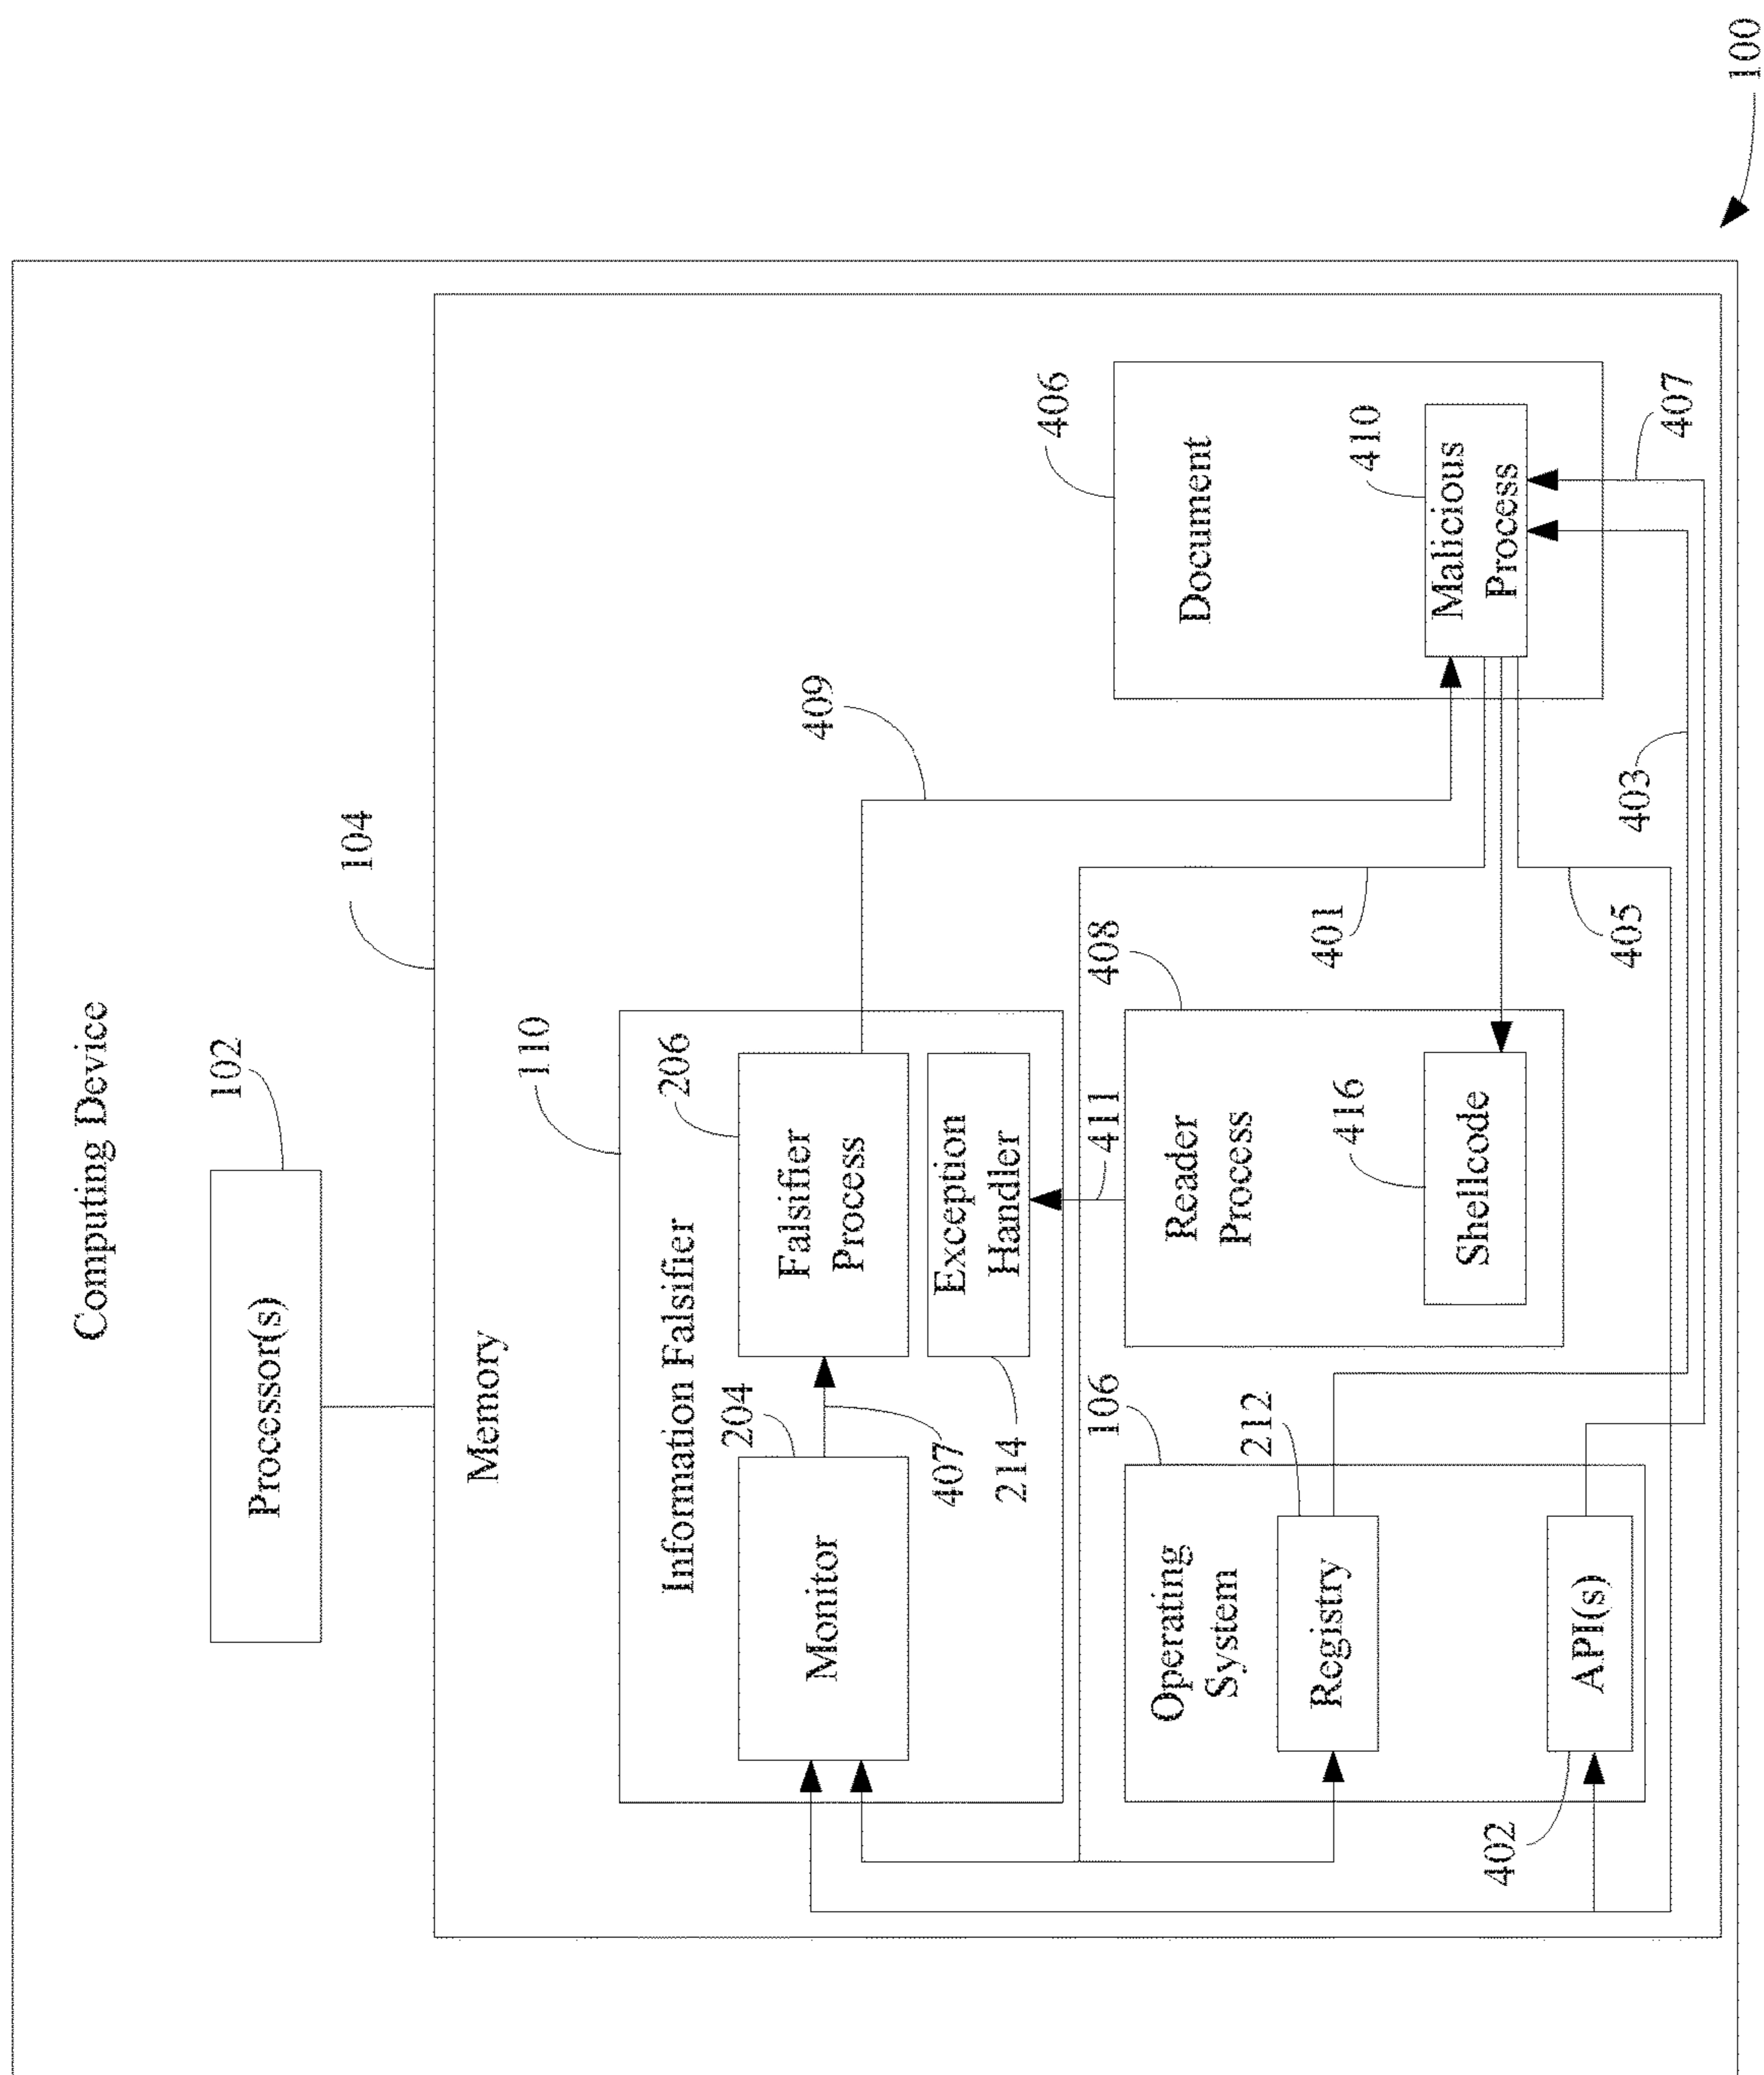 Computing Device
102
Processor(s)
104
Memory
110
Information Falsifier
204
206
Monitor
Falsifier
Process
407
409
Exception
Handler
214
411
106
408
406
Operating
System
Reader
Process
Document
212
Registry
401
416
410
Shellcode
Malicious
Process
402
API(s)
405
403
407
100